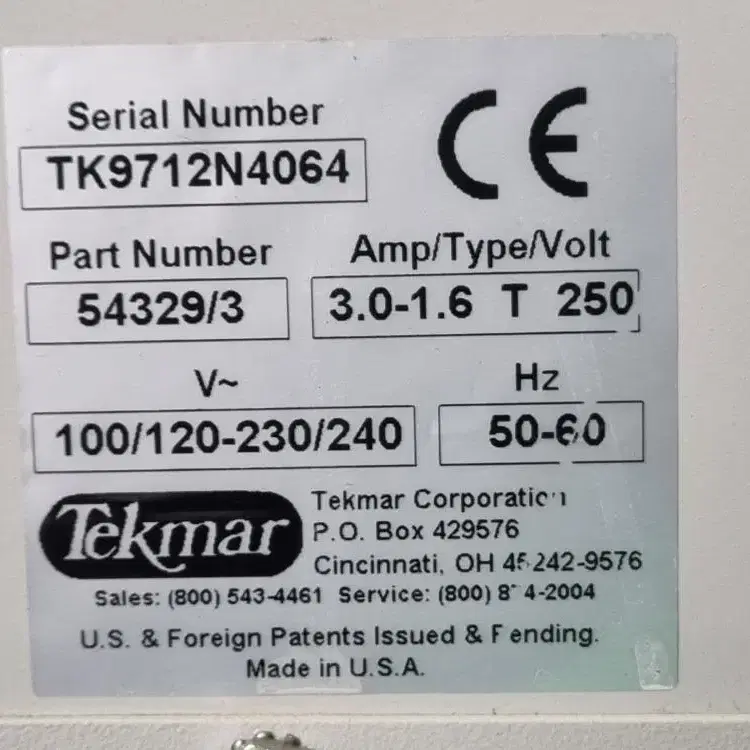 Serial Number
TK9712N4064
CE
Part Number
54329/3
Amp/Type/Volt
3.0-1.6 T 250
V~
100/120-230/240
Hz
50-60
Tekmar
Tekmar Corporation
P.O. Box 429576
Cincinnati, OH 45242-9576
Sales: (800) 543-4461 Service: (800)
U.S. & Foreign Patents Issued & Pending.
Made in U.S.A.